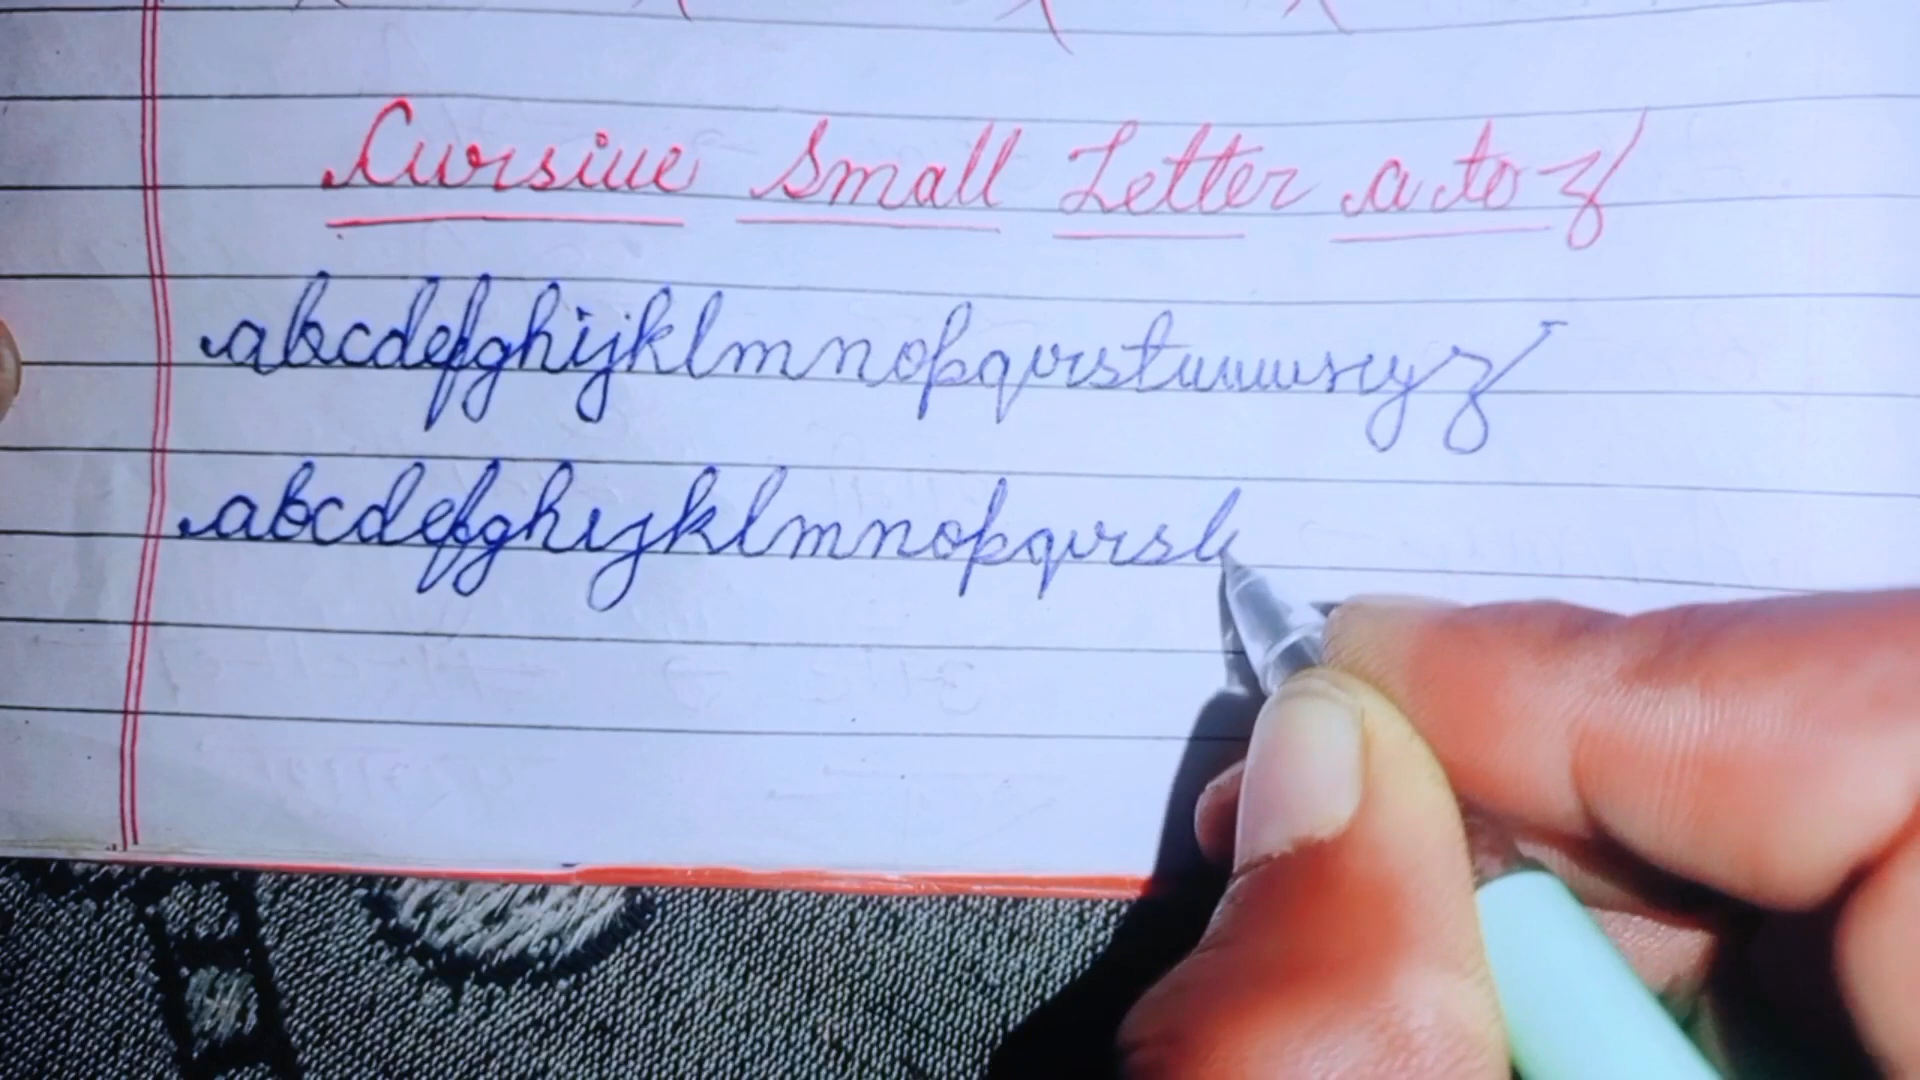 Cursive Small Letter a to z
abcdefghijklmnopqrstuvwxyz
abcdefghijklmnopqrst